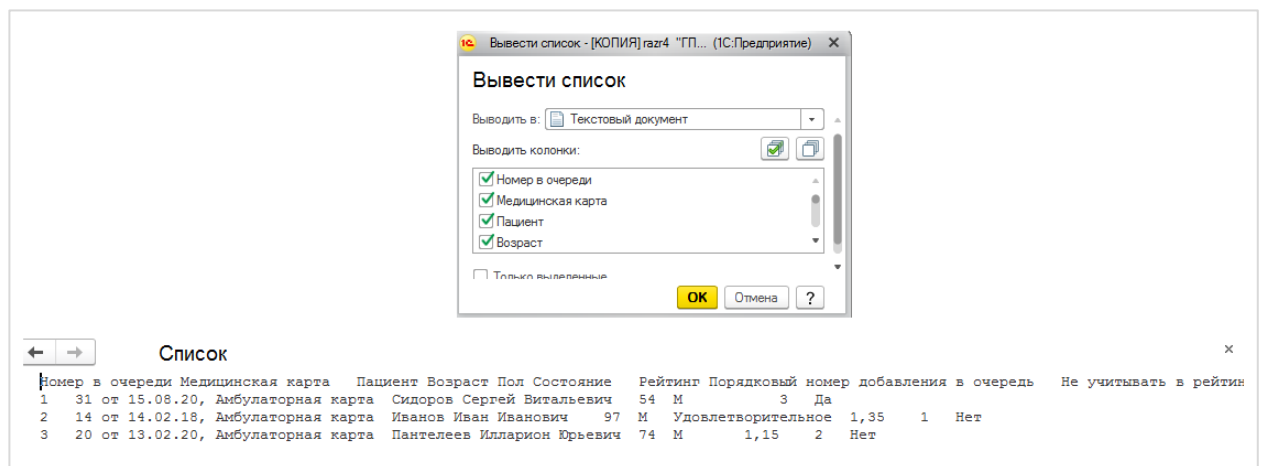 Вывести список - [КОПИЯ] razr4 "ГП... (1С:Предприятие)
Вывести список
Выводить в: Текстовый документ
Выводить колонки:
Номер в очереди
Медицинская карта
Пациент
Возраст
Только выделенные
ОК Отмена ?
Список
Номер в очереди Медицинская карта Пациент Возраст Пол Состояние Рейтинг Порядковый номер добавления в очередь Не учитывать в рейтин
1 31 от 15.08.20, Амбулаторная карта Сидоров Сергей Витальевич 54 М 3 Да
2 14 от 14.02.18, Амбулаторная карта Иванов Иван Иванович 97 М Удовлетворительное 1,35 1 Нет
3 20 от 13.02.20, Амбулаторная карта Пантелеев Илларион Юрьевич 74 М 1,15 2 Нет